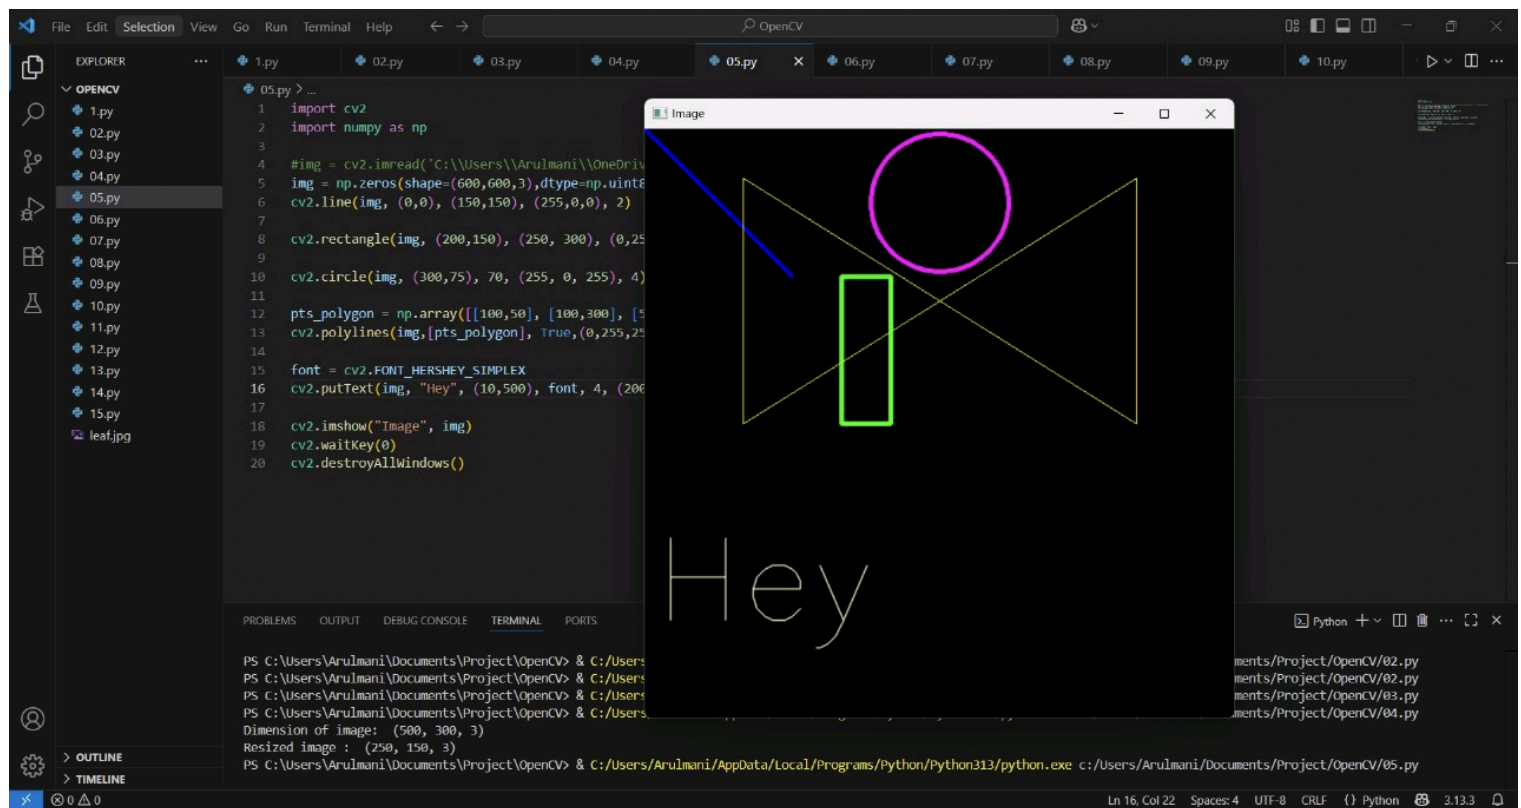 File Edit Selection View Go Run Terminal Help OpenCV
EXPLORER
OPENCV
1.py
02.py
03.py
04.py
05.py
06.py
07.py
08.py
09.py
10.py
11.py
12.py
13.py
14.py
15.py
leaf.jpg
OUTLINE
TIMELINE
1.py 02.py 03.py 04.py 05.py 06.py 07.py 08.py 09.py 10.py
05.py > ...
1 import cv2
2 import numpy as np
3
4 #img = cv2.imread('C:\\Users\\Arulmani\\OneDriv
5 img = np.zeros(shape=(600,600,3),dtype=np.uint8
6 cv2.line(img, (0,0), (150,150), (255,0,0), 2)
7
8 cv2.rectangle(img, (200,150), (250, 300), (0,25
9
10 cv2.circle(img, (300,75), 70, (255, 0, 255), 4)
11
12 pts_polygon = np.array([[100,50], [100,300], [5
13 cv2.polylines(img,[pts_polygon], True,(0,255,25
14
15 font = cv2.FONT_HERSHEY_SIMPLEX
16 cv2.putText(img, "Hey", (10,500), font, 4, (200
17
18 cv2.imshow("Image", img)
19 cv2.waitKey(0)
20 cv2.destroyAllWindows()
Image
Hey
PROBLEMS OUTPUT DEBUG CONSOLE TERMINAL PORTS
Python
PS C:\Users\Arulmani\Documents\Project\OpenCV> & C:/Users ments/Project/OpenCV/02.py
PS C:\Users\Arulmani\Documents\Project\OpenCV> & C:/Users ments/Project/OpenCV/02.py
PS C:\Users\Arulmani\Documents\Project\OpenCV> & C:/Users ments/Project/OpenCV/03.py
PS C:\Users\Arulmani\Documents\Project\OpenCV> & C:/Users ments/Project/OpenCV/04.py
Dimension of image: (500, 300, 3)
Resized image : (250, 150, 3)
PS C:\Users\Arulmani\Documents\Project\OpenCV> & C:/Users/Arulmani/AppData/Local/Programs/Python/Python313/python.exe c:/Users/Arulmani/Documents/Project/OpenCV/05.py
0 0 Ln 16, Col 22 Spaces: 4 UTF-8 CRLF {} Python 3.13.3